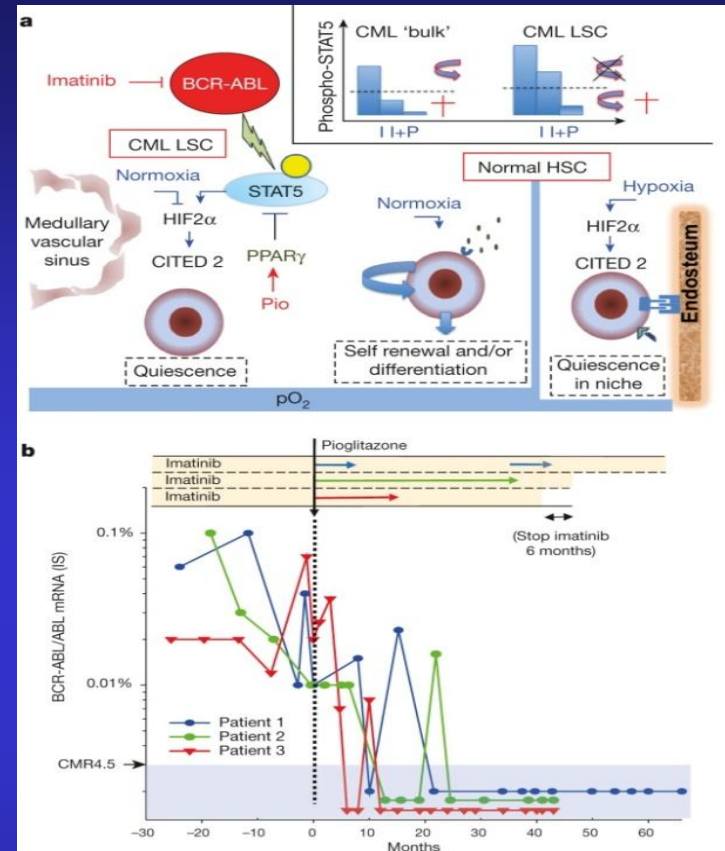 a
Imatinib
BCR-ABL
Phospho-STAT5
CML 'bulk'
CML LSC
I I+P
I I+P
CML LSC
Normoxia
HIF2α
CITED 2
STAT5
PPARγ
Pio
Medullary
vascular
sinus
Quiescence
Normal HSC
Normoxia
Self renewal and/or
differentiation
Hypoxia
HIF2α
CITED 2
Quiescence
in niche
Endosteum
pO₂
b
Pioglitazone
Imatinib
Imatinib
Imatinib
(Stop imatinib
6 months)
BCR-ABL/ABL mRNA (IS)
0.1%
0.01%
CMR4.5
Patient 1
Patient 2
Patient 3
−30 −20 −10 0 10 20 30 40 50 60
Months